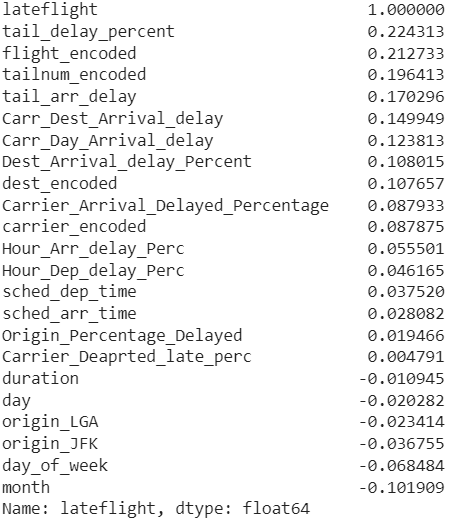 lateflight 1.000000
tail_delay_percent 0.224313
flight_encoded 0.212733
tailnum_encoded 0.196413
tail_arr_delay 0.170296
Carr_Dest_Arrival_delay 0.149949
Carr_Day_Arrival_delay 0.123813
Dest_Arrival_delay_Percent 0.108015
dest_encoded 0.107657
Carrier_Arrival_Delayed_Percentage 0.087933
carrier_encoded 0.087875
Hour_Arr_delay_Perc 0.055501
Hour_Dep_delay_Perc 0.046165
sched_dep_time 0.037520
sched_arr_time 0.028082
Origin_Percentage_Delayed 0.019466
Carrier_Deaprted_late_perc 0.004791
duration -0.010945
day -0.020282
origin_LGA -0.023414
origin_JFK -0.036755
day_of_week -0.068484
month -0.101909
Name: lateflight, dtype: float64